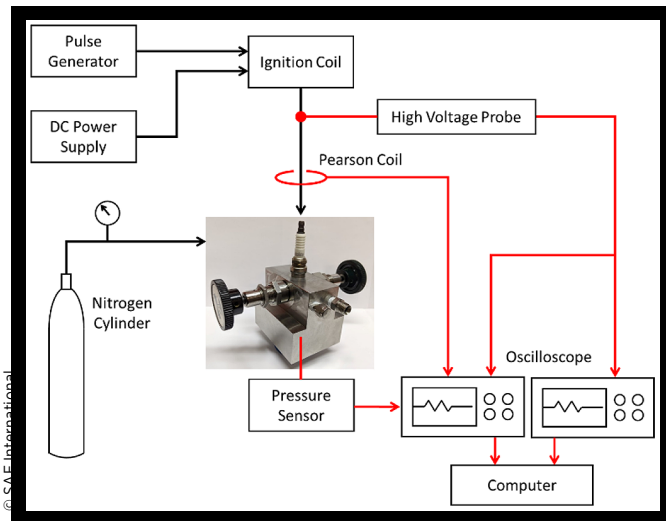 Pulse
Generator
Ignition Coil
DC Power
Supply
High Voltage Probe
Pearson Coil
Nitrogen
Cylinder
Oscilloscope
Pressure
Sensor
Computer
© SAE International